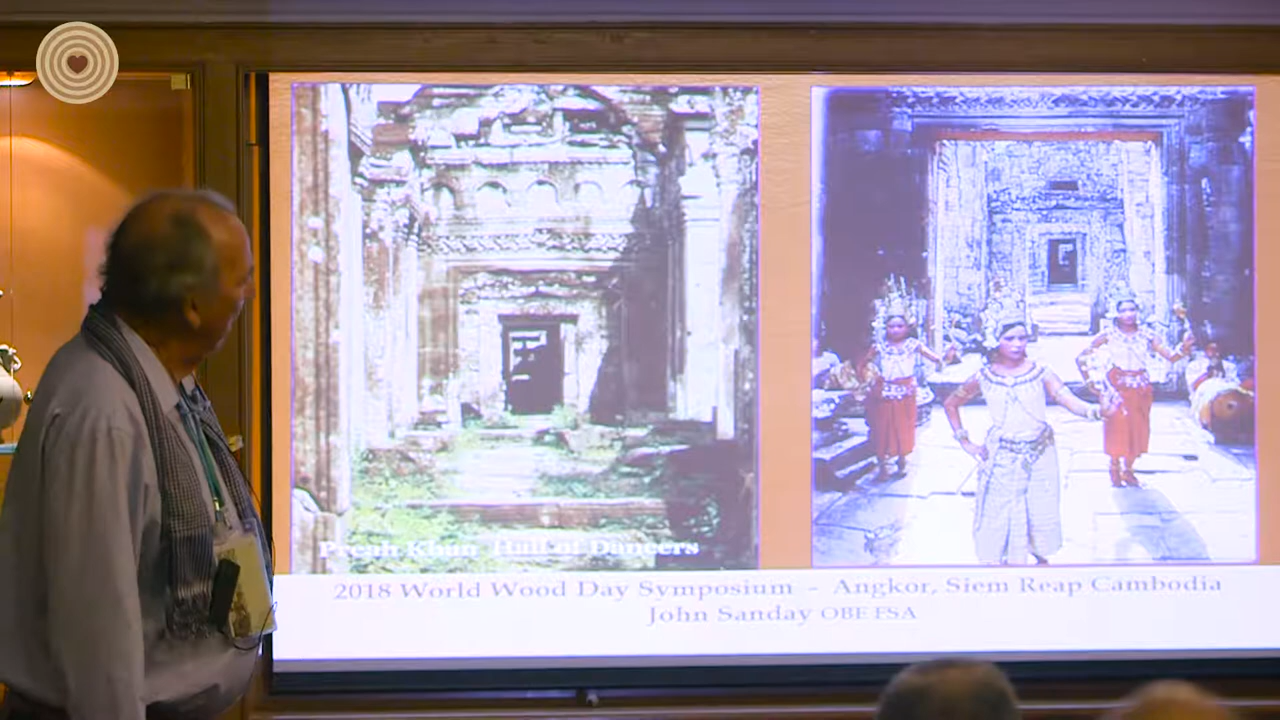 Preah Khan Hall of Dancers
2018 World Wood Day Symposium - Angkor, Siem Reap Cambodia
John Sanday OBE FSA